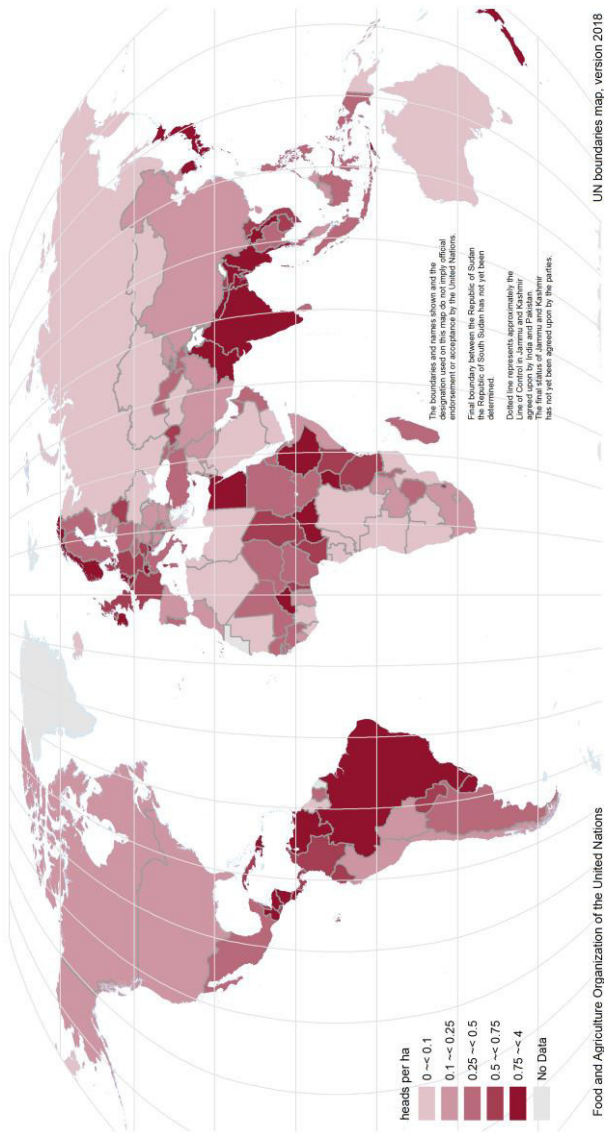 heads per ha
0 ~< 0.1
0.1 ~< 0.25
0.25 ~< 0.5
0.5 ~< 0.75
0.75 ~< 4
No Data
The boundaries and names shown and the
designation used on this map do not imply official
endorsement or acceptance by the United Nations.
Final boundary between the Republic of Sudan
the Republic of South Sudan has not yet been
determined.
Dotted line represents approximately the
Line of Control in Jammu and Kashmir
agreed upon by India and Pakistan.
The final status of Jammu and Kashmir
has not yet been agreed upon by the parties.
Food and Agriculture Organization of the United Nations
UN boundaries map, version 2018